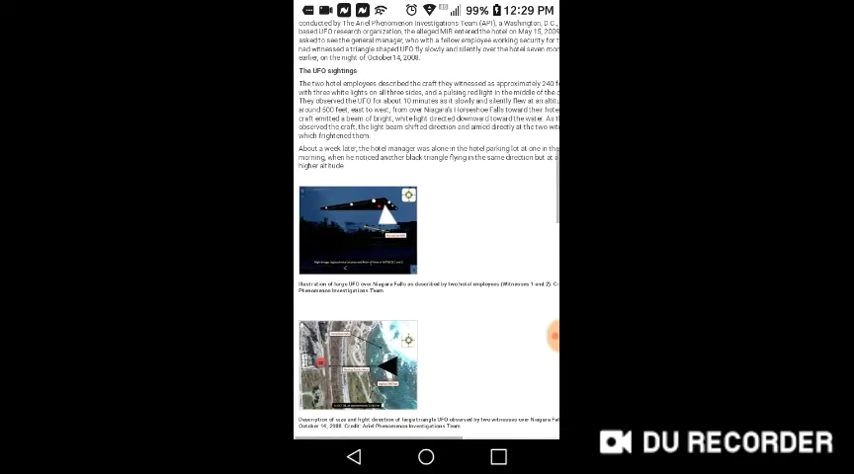 99% 12:29 PM
conducted by The Ariel Phenomenon Investigations Team (API), a Washington, D.C.,
based UFO research organization, the alleged MIB entered the hotel on May 15, 2009
asked to see the general manager, who with a fellow employee working security for t
had witnessed a triangle shaped UFO fly slowly and silently over the hotel seven mon
earlier, on the night of October14, 2008.
The UFO sightings
The two hotel employees described the craft they witnessed as approximately 240 f
with three white lights on all three sides, and a pulsing red light in the middle of the c
They observed the UFO for about 10 minutes as it slowly and silently flew at an altitu
around 500 feet, east to west, from over Niagara's Horseshoe Falls toward their hote
craft emitted a beam of bright, white light directed downward toward the water. As t
observed the craft, the light beam shifted direction and aimed directly at the two wit
which frightened them.
About a week later, the hotel manager was alone in the hotel parking lot at one in the
morning, when he noticed another black triangle flying in the same direction but at a
higher altitude.
Illustration of large UFO over Niagara Falls as described by two hotel employees (Witnesses 1 and 2). C
Phenomenon Investigations Team
Description of size and flight direction of large triangle UFO observed by two witnesses over Niagara Fa
October 14, 2008. Credit: Ariel Phenomenon Investigations Team
DU RECORDER